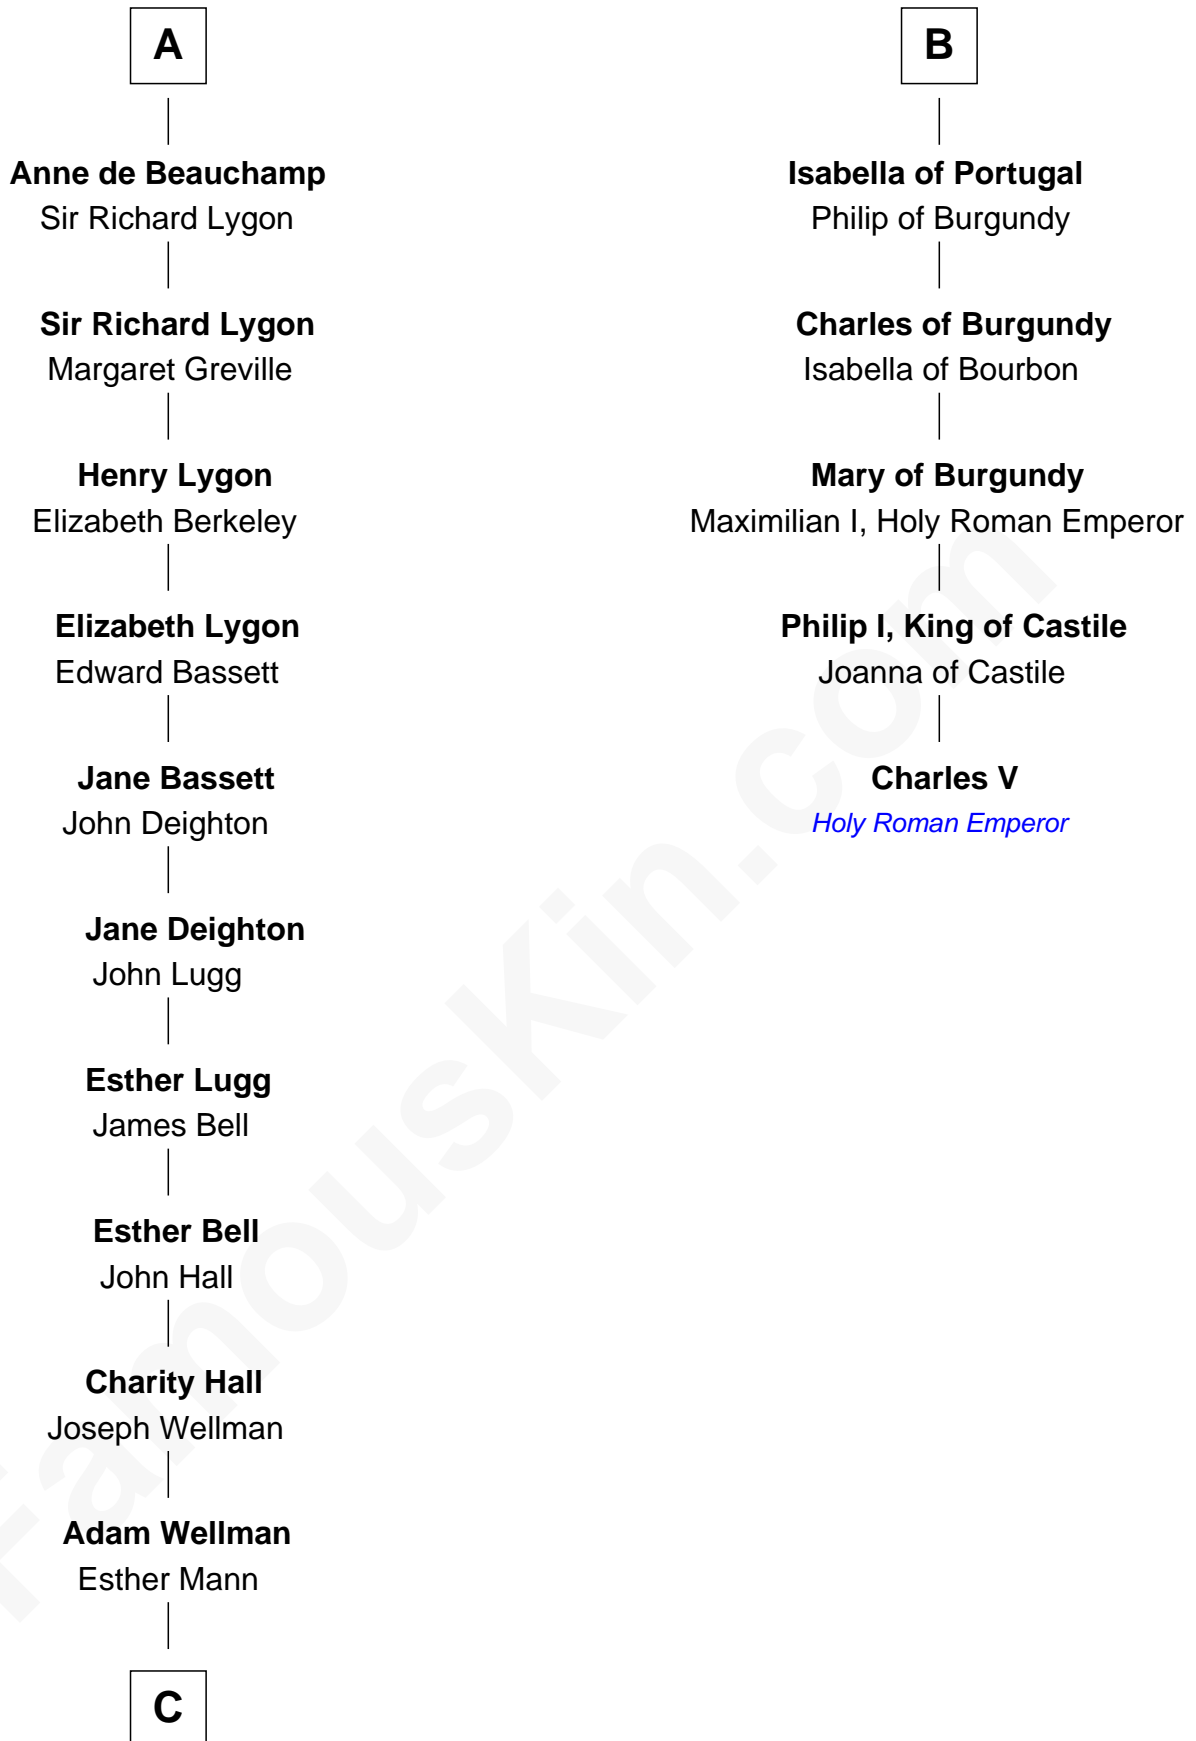 A
Anne de Beauchamp
Sir Richard Lygon
Sir Richard Lygon
Margaret Greville
Henry Lygon
Elizabeth Berkeley
Elizabeth Lygon
Edward Bassett
Jane Bassett
John Deighton
Jane Deighton
John Lugg
Esther Lugg
James Bell
Esther Bell
John Hall
Charity Hall
Joseph Wellman
Adam Wellman
Esther Mann
C
B
Isabella of Portugal
Philip of Burgundy
Charles of Burgundy
Isabella of Bourbon
Mary of Burgundy
Maximilian I, Holy Roman Emperor
Philip I, King of Castile
Joanna of Castile
Charles V
Holy Roman Emperor
FamousKin.com